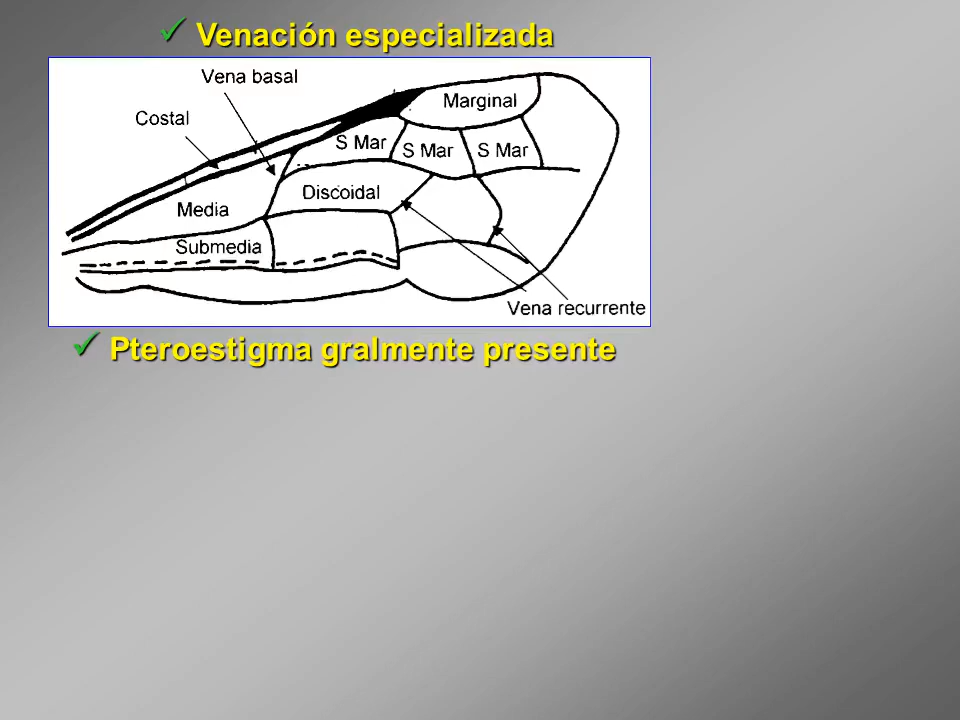 ✓ Venación especializada
Vena basal
Costal
Marginal
S Mar
S Mar
S Mar
Discoidal
Media
Submedia
Vena recurrente
✓ Pteroestigma gralmente presente